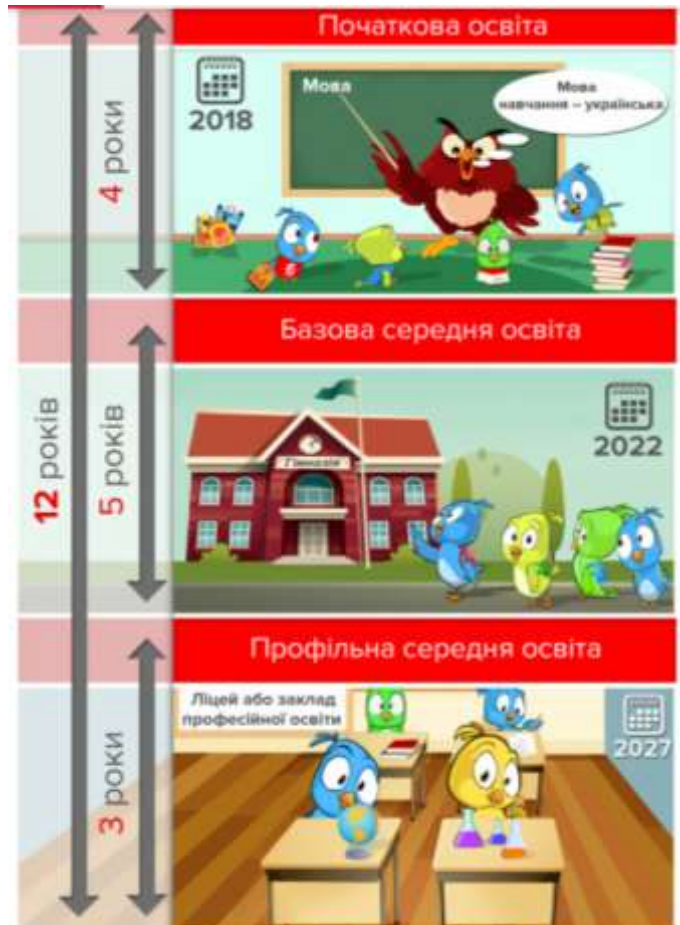 Початкова освіта
4 роки
2018
Мова
Мова
навчання – українська
12 років
Базова середня освіта
5 років
Гімназія
2022
Профільна середня освіта
3 роки
Ліцей або заклад
професійної освіти
2027